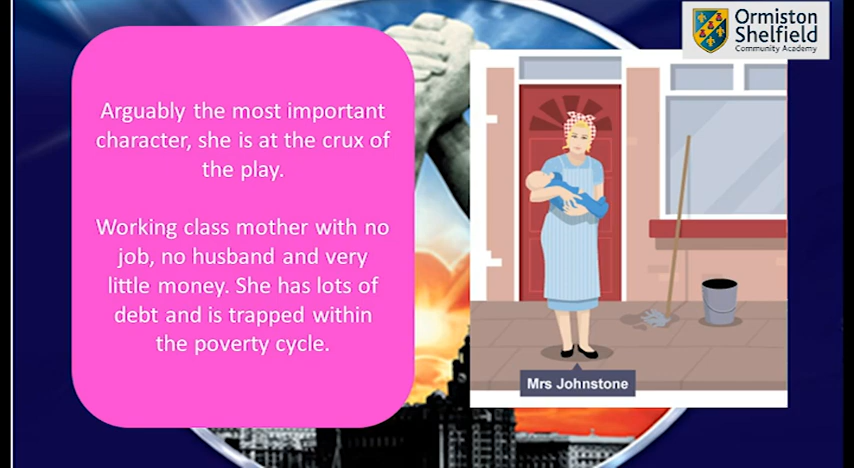 Ormiston
Shelfield
Community Academy
Arguably the most important
character, she is at the crux of
the play.
Working class mother with no
job, no husband and very
little money. She has lots of
debt and is trapped within
the poverty cycle.
Mrs Johnstone